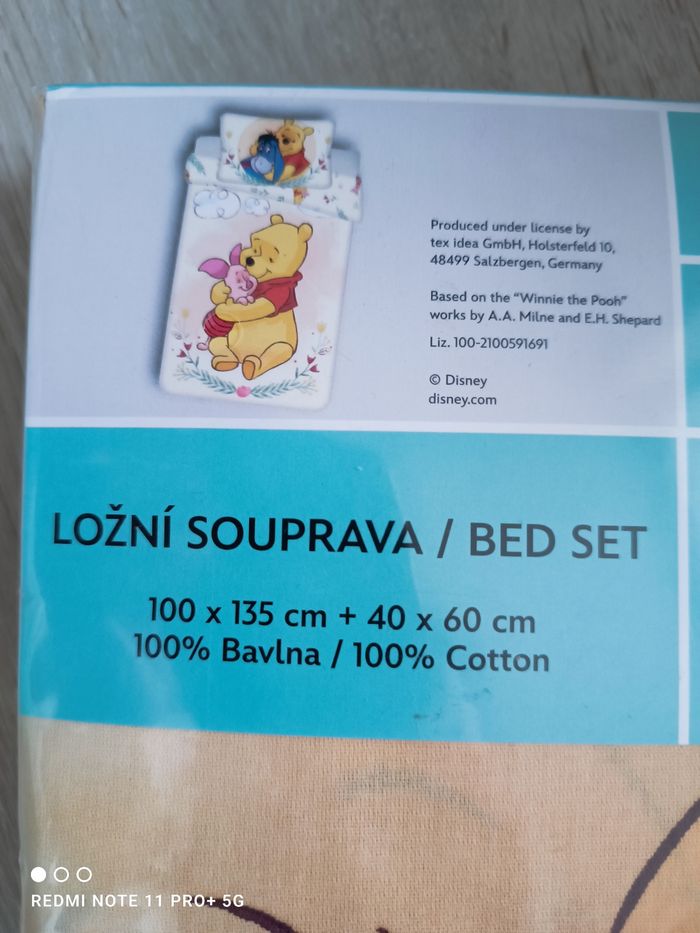 Produced under license by
tex idea GmbH, Holsterfeld 10,
48499 Salzbergen, Germany
Based on the “Winnie the Pooh”
works by A.A. Milne and E.H. Shepard
Liz. 100-2100591691
© Disney
disney.com
LOŽNÍ SOUPRAVA / BED SET
100 x 135 cm + 40 x 60 cm
100% Bavlna / 100% Cotton
REDMI NOTE 11 PRO+ 5G